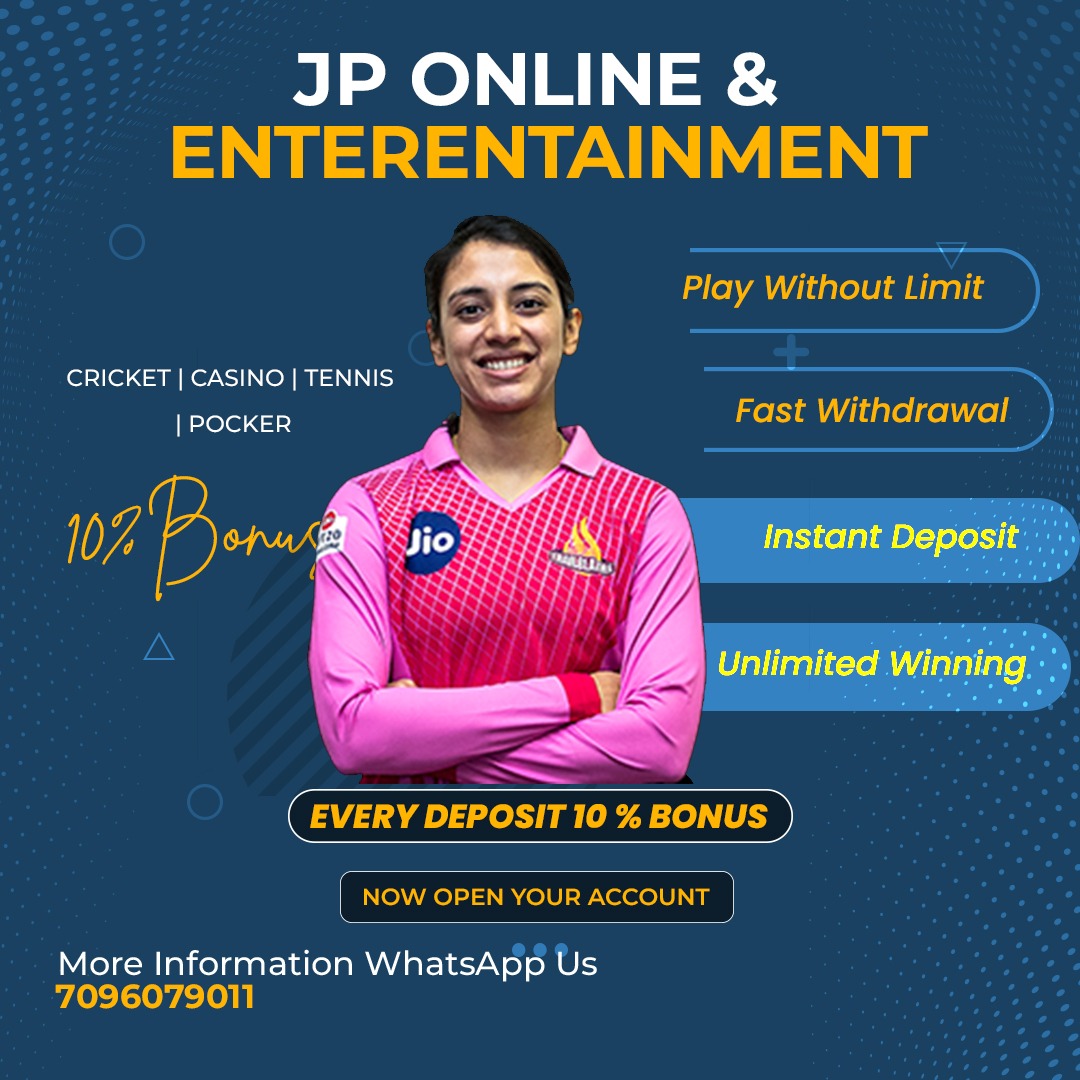 JP ONLINE &
ENTERENTAINMENT
Play Without Limit
CRICKET | CASINO | TENNIS
| POCKER
Fast Withdrawal
10% Bonus
Jio
Instant Deposit
Unlimited Winning
EVERY DEPOSIT 10 % BONUS
NOW OPEN YOUR ACCOUNT
More Information WhatsApp Us
7096079011